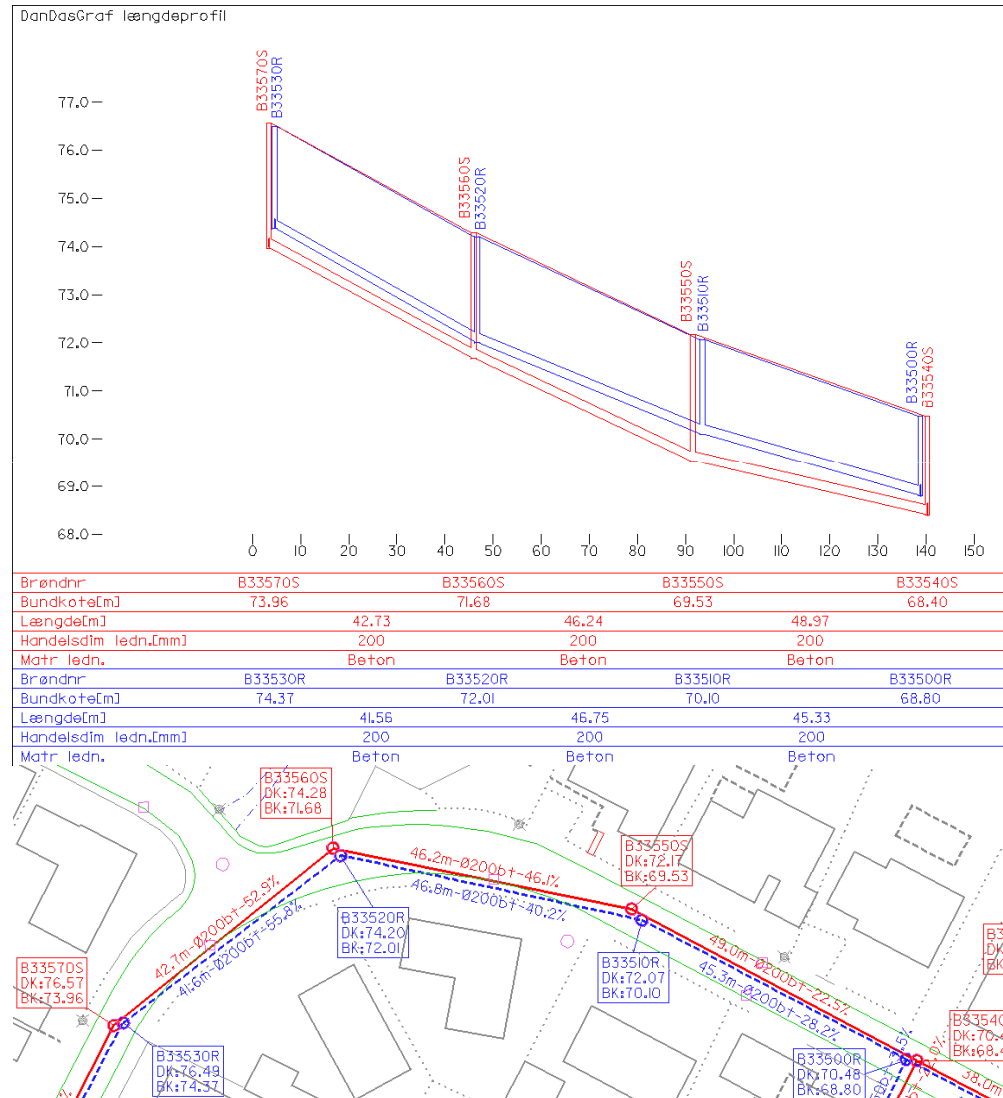 DanDasGraf længdeprofil
B33570S
B33530R
B33560S
B33520R
B33550S
B33510R
B33500R
B33540S
77.0
76.0
75.0
74.0
73.0
72.0
71.0
70.0
69.0
68.0
0 10 20 30 40 50 60 70 80 90 100 110 120 130 140 150
Brøndnr B33570S B33560S B33550S B33540S
Bundkote[m] 73.96 71.68 69.53 68.40
Længde[m] 42.73 46.24 48.97
Handelsdim ledn.[mm] 200 200 200
Matr ledn. Beton Beton Beton
Brøndnr B33530R B33520R B33510R B33500R
Bundkote[m] 74.37 72.01 70.10 68.80
Længde[m] 41.56 46.75 45.33
Handelsdim ledn.[mm] 200 200 200
Matr ledn. Beton Beton Beton
B33560S
DK:74.28
BK:71.68
46.2m-Ø200bt-46.1‰
46.8m-Ø200bt-40.2‰
B33550S
DK:72.17
BK:69.53
42.7m-Ø200bt-52.9‰
41.6m-Ø200bt-55.8‰
B33520R
DK:74.20
BK:72.01
B33510R
DK:72.07
BK:70.10
49.0m-Ø200bt-22.5‰
45.3m-Ø200bt-28.2‰
B33570S
DK:76.57
BK:73.96
B33530R
DK:76.49
BK:74.37
B33500R
DK:70.48
BK:68.80
B3354
DK:70.4
BK:68.4
38.0m